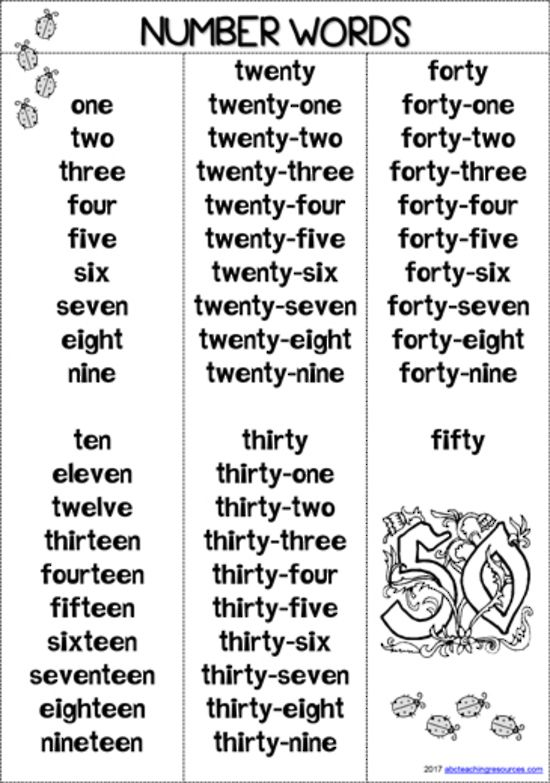 NUMBER WORDS
one
two
three
four
five
six
seven
eight
nine
ten
eleven
twelve
thirteen
fourteen
fifteen
sixteen
seventeen
eighteen
nineteen
twenty
twenty-one
twenty-two
twenty-three
twenty-four
twenty-five
twenty-six
twenty-seven
twenty-eight
twenty-nine
thirty
thirty-one
thirty-two
thirty-three
thirty-four
thirty-five
thirty-six
thirty-seven
thirty-eight
thirty-nine
forty
forty-one
forty-two
forty-three
forty-four
forty-five
forty-six
forty-seven
forty-eight
forty-nine
fifty
50
2017 abcteachingresources.com